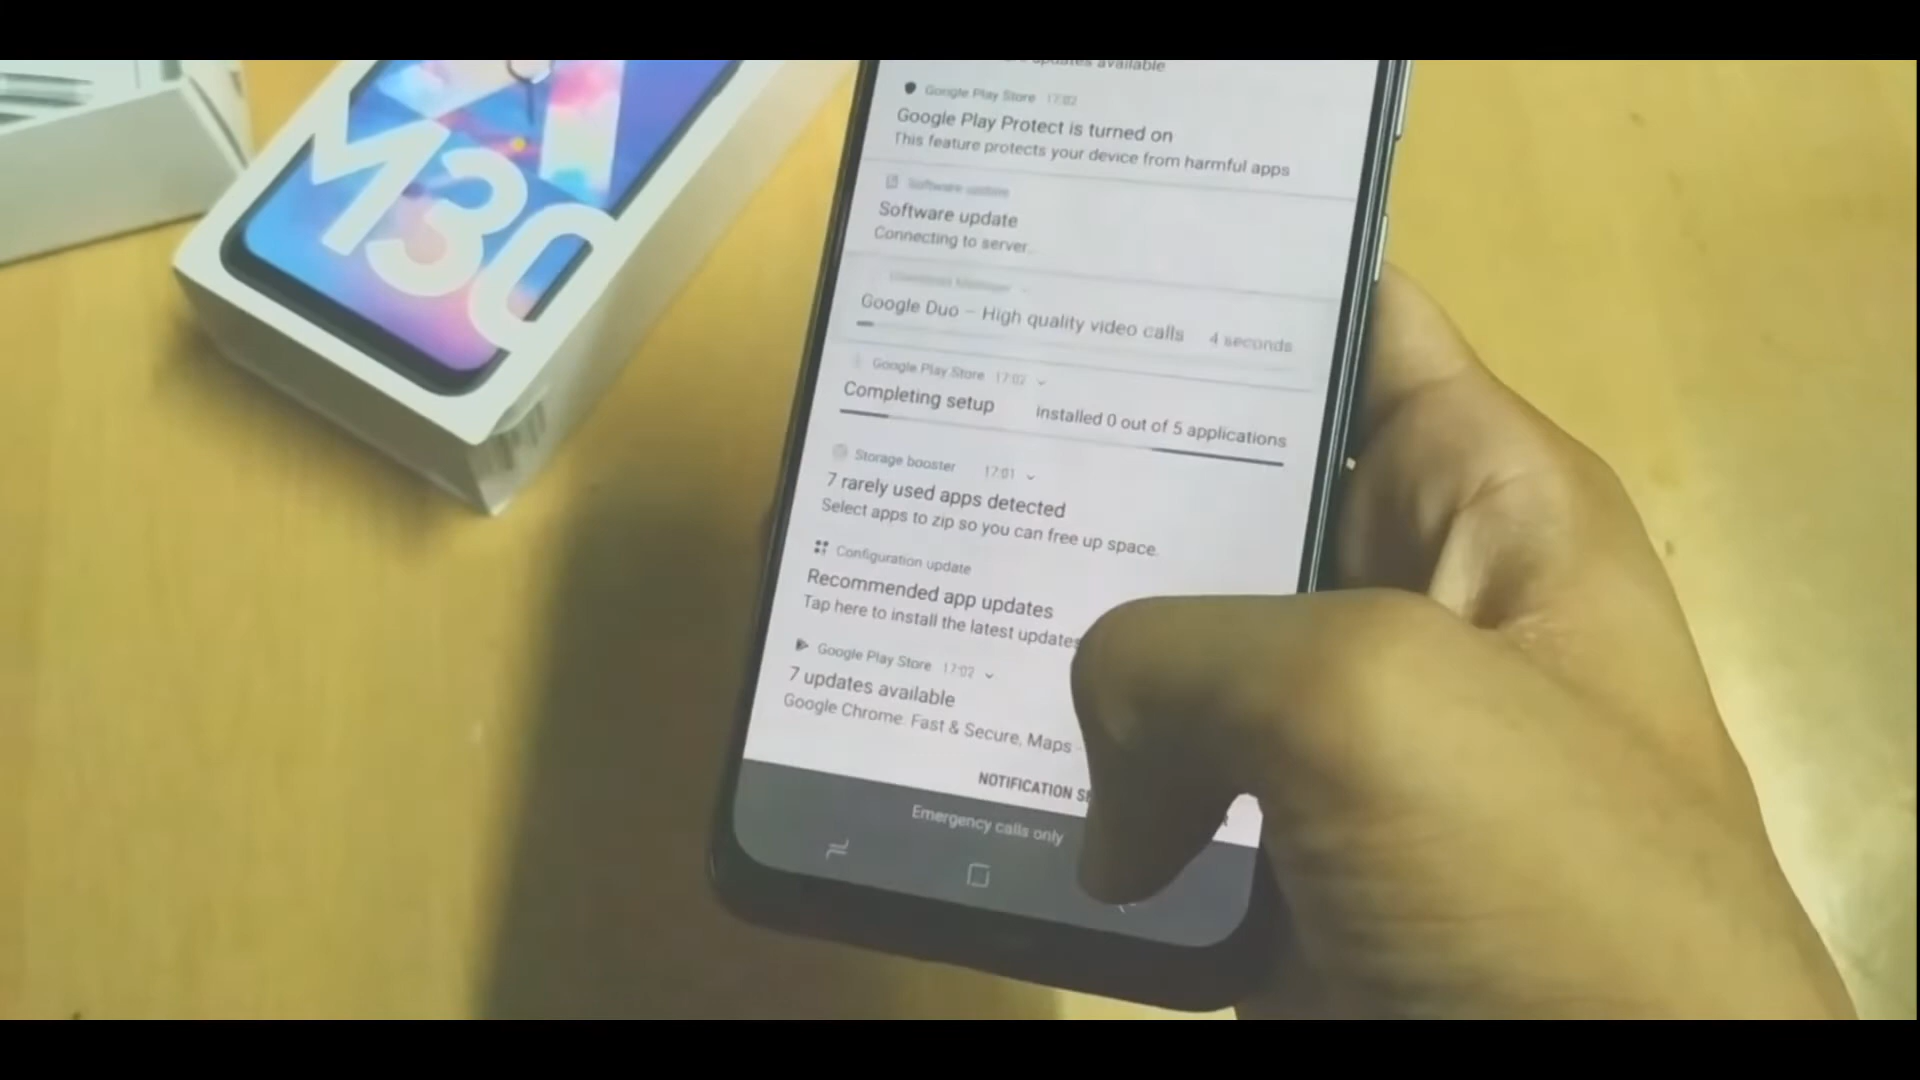 M30
updates available
Google Play Store 17:02
Google Play Protect is turned on
This feature protects your device from harmful apps
Software update
Software update
Connecting to server...
Google Duo – High quality video calls 4 seconds
Google Play Store 17:02
Completing setup installed 0 out of 5 applications
Storage booster 17:01
7 rarely used apps detected
Select apps to zip so you can free up space.
Configuration update
Recommended app updates
Tap here to install the latest updates
Google Play Store 17:02
7 updates available
Google Chrome: Fast & Secure, Maps -
NOTIFICATION
Emergency calls only